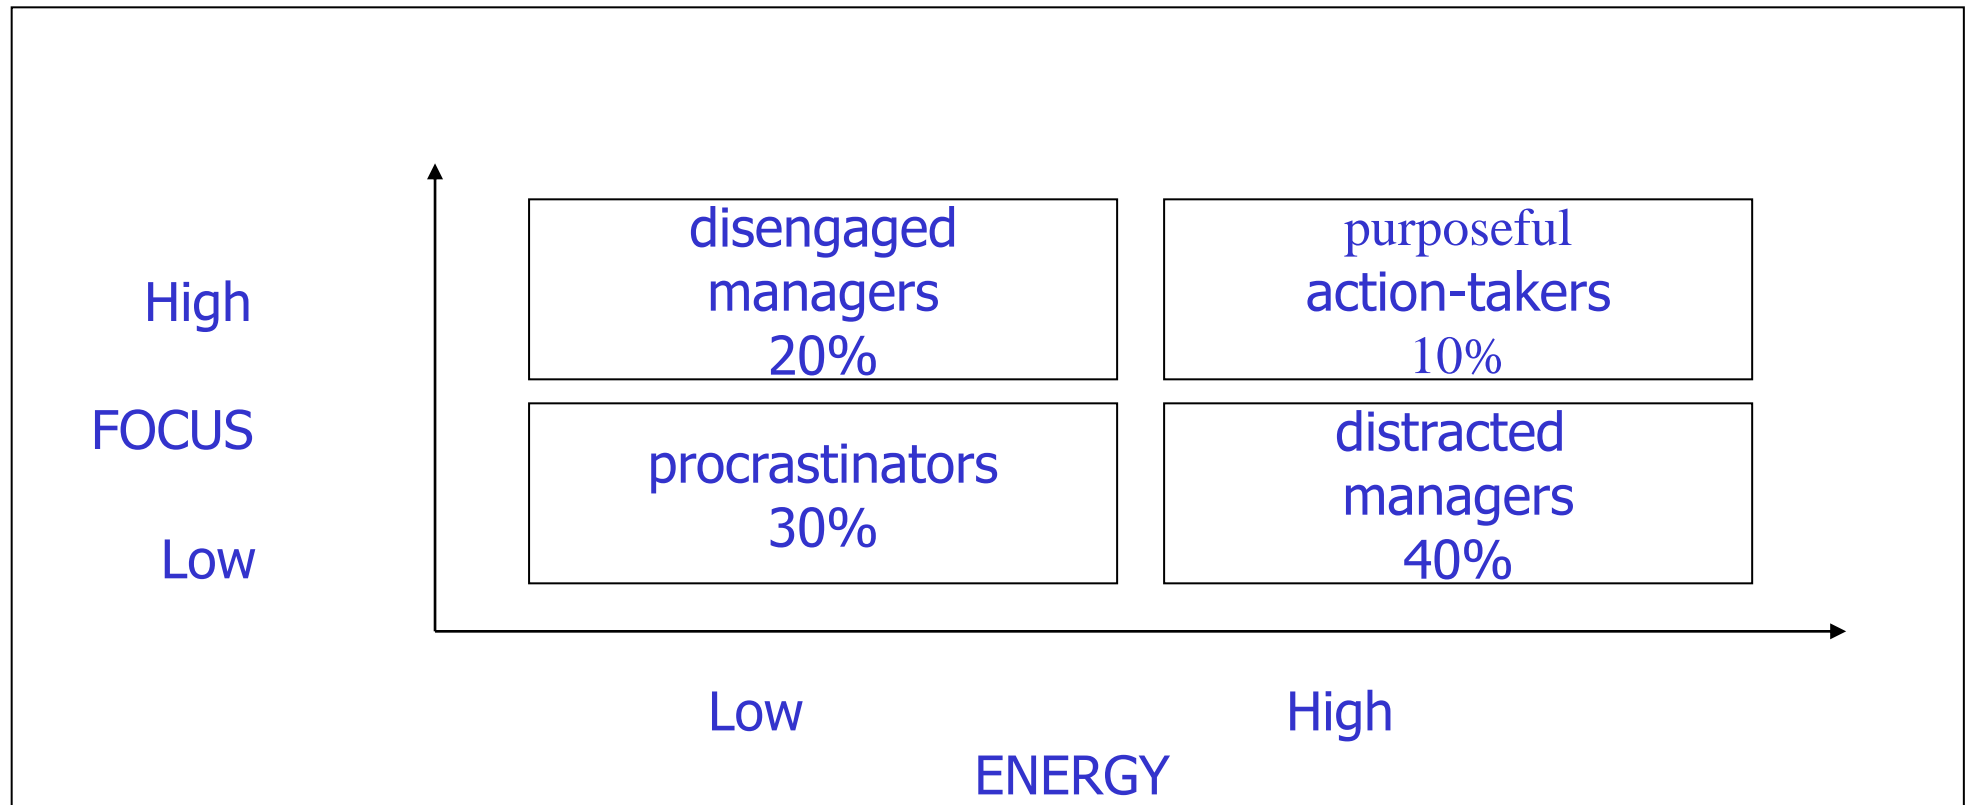 disengaged
managers
20%
purposeful
action-takers
10%
High
FOCUS
Low
procrastinators
30%
distracted
managers
40%
Low
High
ENERGY